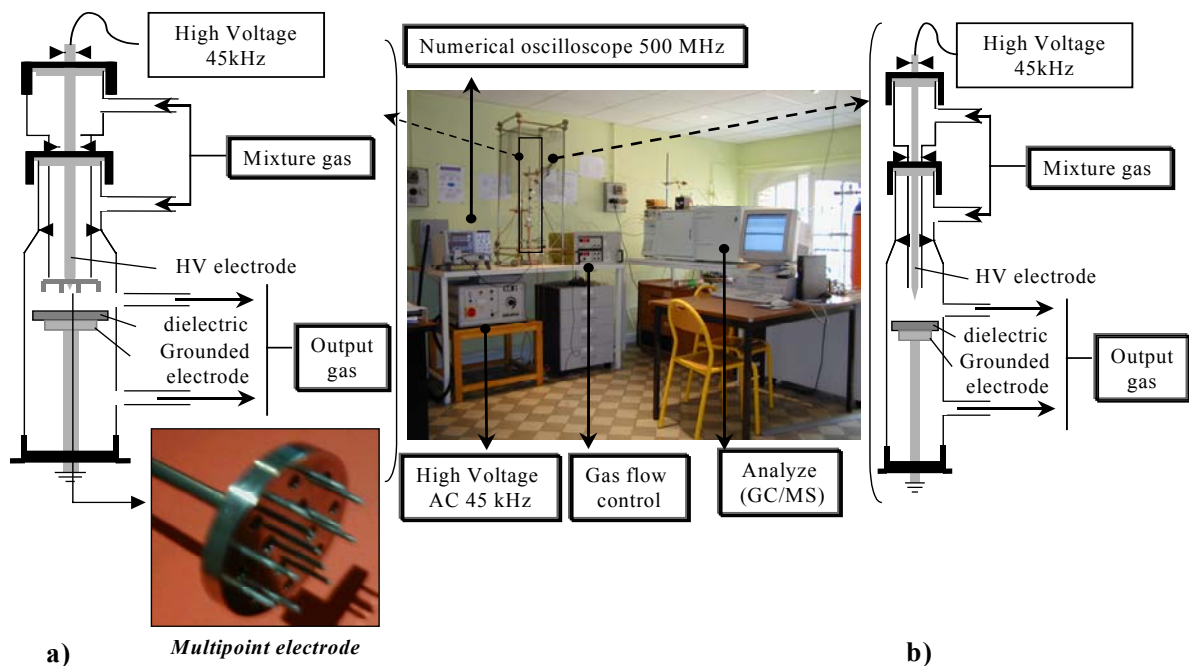 High Voltage
45kHz
Mixture gas
HV electrode
dielectric
Grounded
electrode
Output
gas
Multipoint electrode
a)
Numerical oscilloscope 500 MHz
High Voltage
AC 45 kHz
Gas flow
control
Analyze
(GC/MS)
High Voltage
45kHz
Mixture gas
HV electrode
dielectric
Grounded
electrode
Output
gas
b)